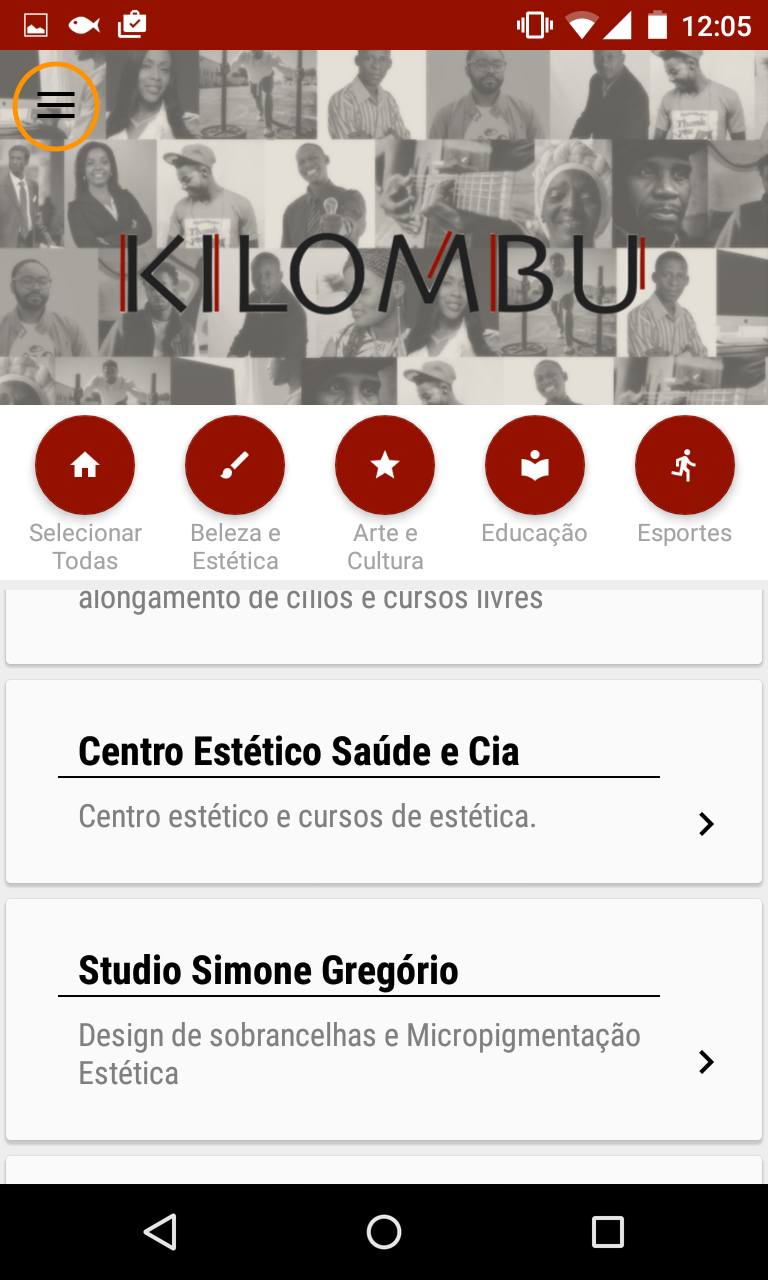 12:05
KILOMBU
Selecionar
Todas
Beleza e
Estética
Arte e
Cultura
Educação
Esportes
alongamento de cílios e cursos livres
Centro Estético Saúde e Cia
Centro estético e cursos de estética.
Studio Simone Gregório
Design de sobrancelhas e Micropigmentação
Estética